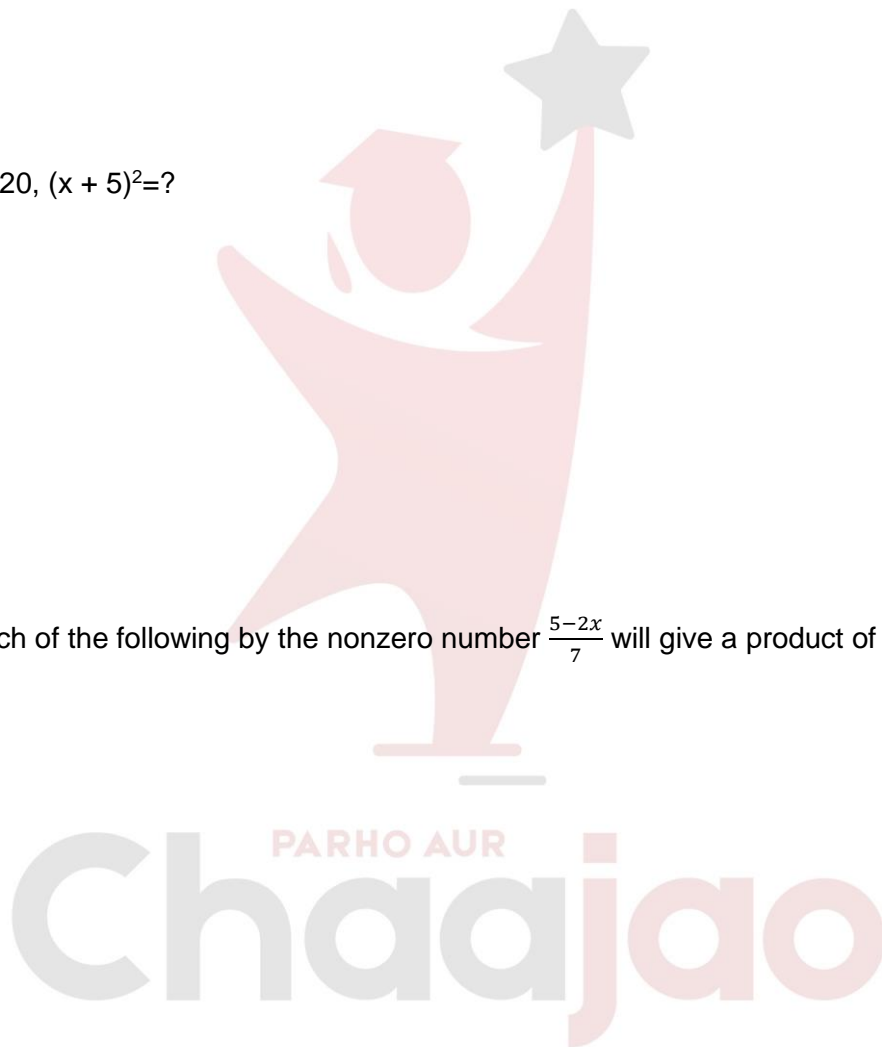 20, (x + 5)²=?
ch of the following by the nonzero number (5−2x)/7 will give a product of
PARHO AUR
Chaajao